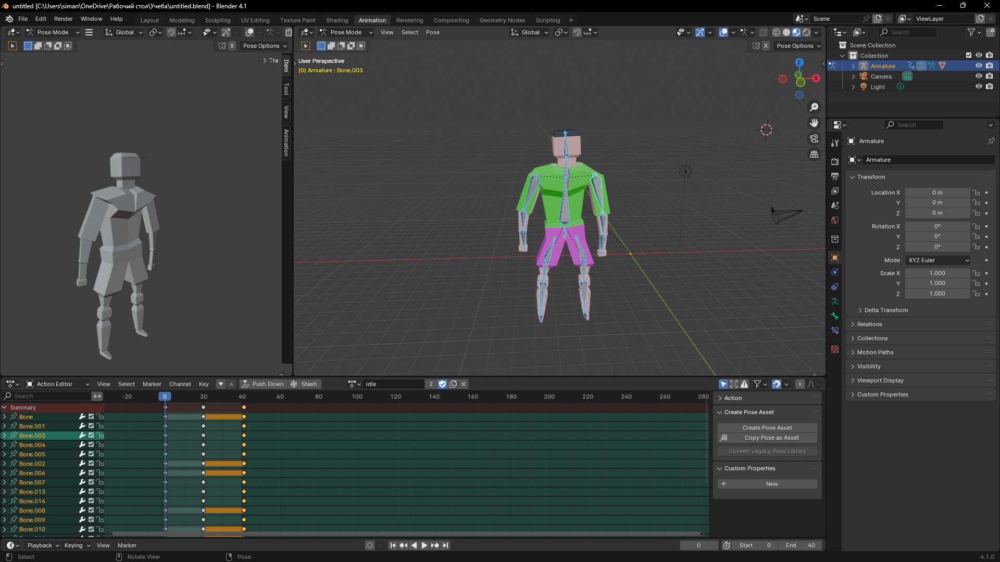 untitled [C:\Users\siman\OneDrive\Рабочий стол\Учеба\untitled.blend] - Blender 4.1
File Edit Render Window Help Layout Modeling Sculpting UV Editing Texture Paint Shading Animation Rendering Compositing Geometry Nodes Scripting + Scene ViewLayer
Pose Mode Global Pose Mode View Select Pose Global Search
X Pose Options X Pose Options
Scene Collection
Collection
Armature
Camera
Light
Tra
Item
Tool
View
Animation
User Perspective
(0) Armature : Bone.003
Z
Y
X
Search
Armature
Armature
Transform
Location X 0 m
Y 0 m
Z 0 m
Rotation X 0°
Y 0°
Z 0°
Mode XYZ Euler
Scale X 1.000
Y 1.000
Z 1.000
Delta Transform
Relations
Collections
Motion Paths
Visibility
Viewport Display
Custom Properties
Action Editor View Select Marker Channel Key Push Down Stash idle 2
Search -20 0 20 40 60 80 100 120 140 160 180 200 220 240 260 280
Summary
Bone
Bone.001
Bone.003
Bone.004
Bone.005
Bone.002
Bone.006
Bone.007
Bone.013
Bone.014
Bone.008
Bone.009
Bone.010
Action
Create Pose Asset
Create Pose Asset
Copy Pose as Asset
Convert Legacy Pose Library
Custom Properties
New
Playback Keying View Marker 0 Start 0 End 40
Select Rotate View Pose 4.1.0